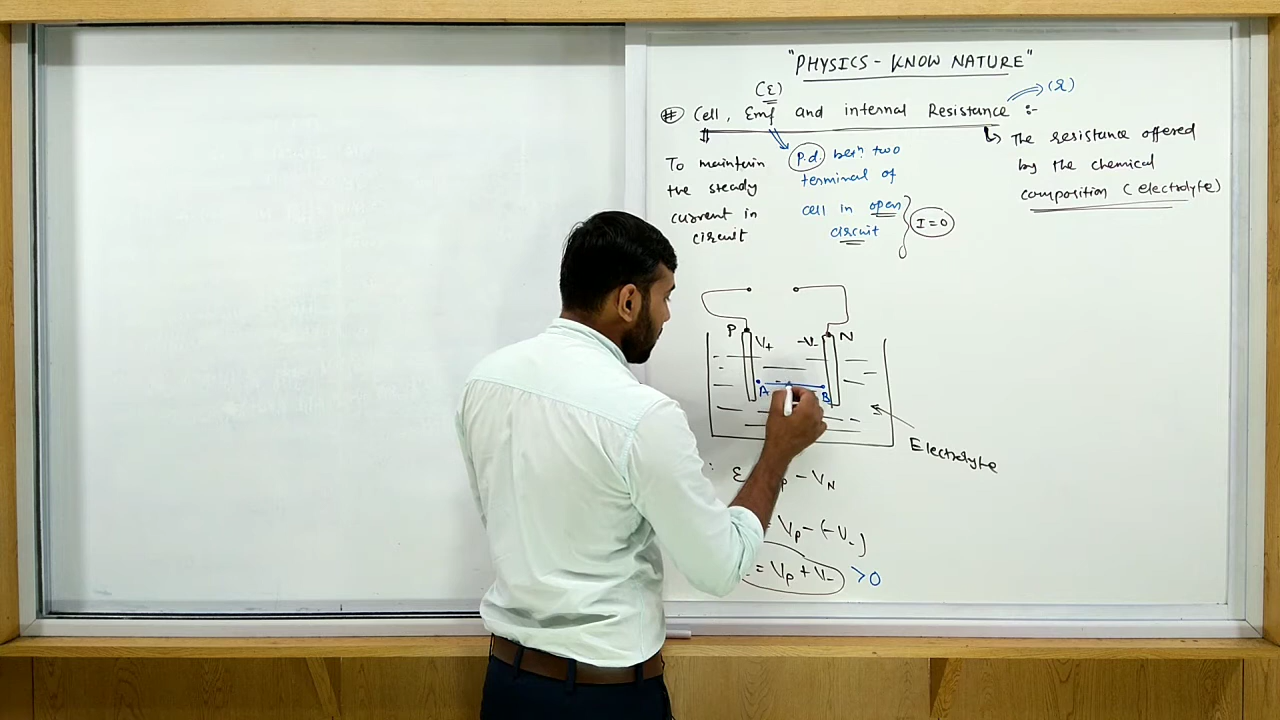 "PHYSICS - KNOW NATURE"
(ε)
(r)
# Cell, Emf and internal Resistance :-
To maintain
the steady
current in
circuit
P.d. betⁿ two
terminal of
cell in open
circuit
I=0
The resistance offered
by the chemical
composition (electrolyte)
P
V+
-V-
N
A
B
Electrolyte
ε
p - VN
= Vp - (-V-)
= Vp + V- >0